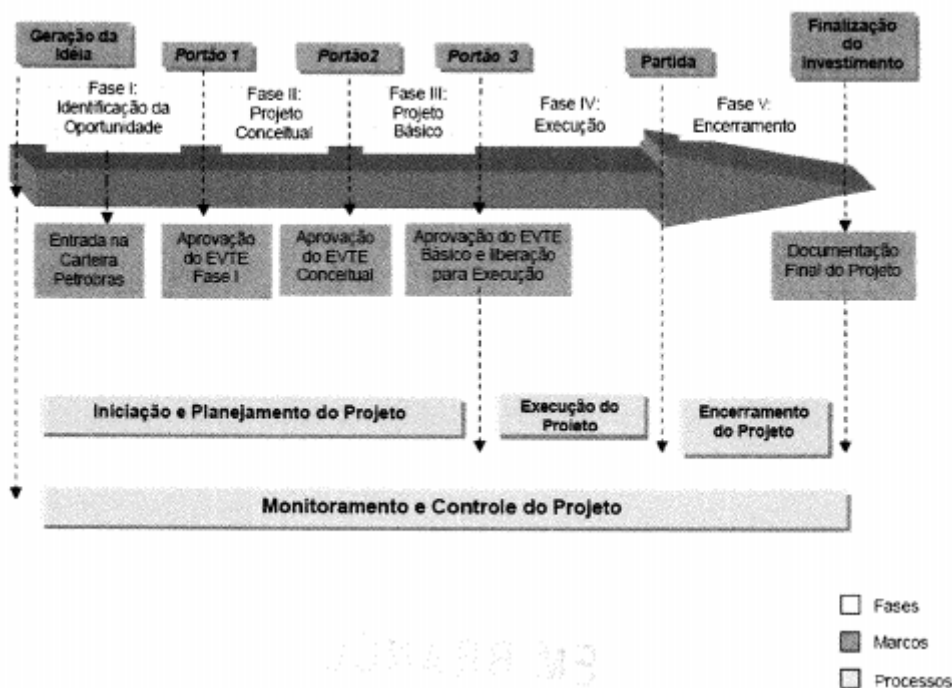 Geração da
Idéia
Portão 1
Portão2
Portão 3
Partida
Finalização
do
Investimento
Fase I:
Identificação da
Oportunidade
Fase II:
Projeto
Conceitual
Fase III:
Projeto
Básico
Fase IV:
Execução
Fase V:
Encerramento
Entrada na
Carteira
Petrobras
Aprovação
do EVTE
Fase I
Aprovação
do EVTE
Conceitual
Aprovação do EVTE
Básico e liberação
para Execução
Documentação
Final do Projeto
Iniciação e Planejamento do Projeto
Execução do
Projeto
Encerramento
do Projeto
Monitoramento e Controle do Projeto
Fases
Marcos
Processos